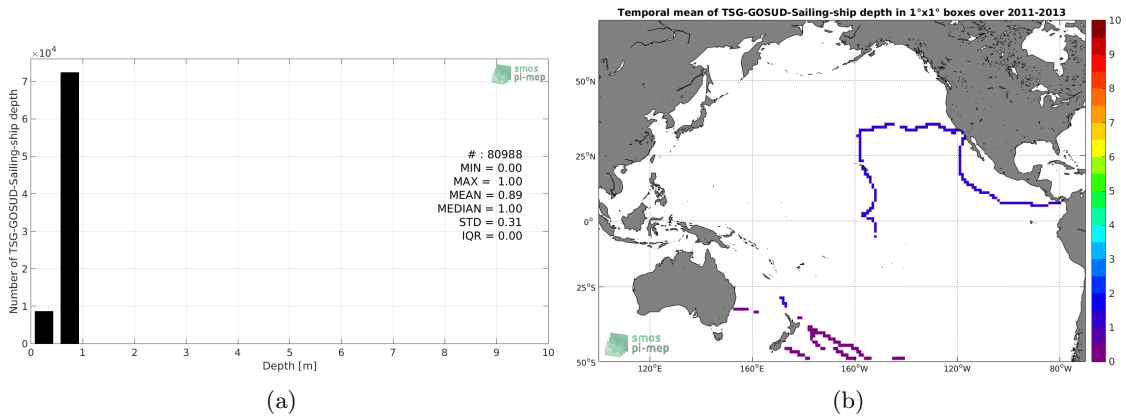 ×10⁴
7
6
5
4
3
2
1
0
Number of TSG-GOSUD-Sailing-ship depth
smos
pi-mep
# : 80988
MIN = 0.00
MAX = 1.00
MEAN = 0.89
MEDIAN = 1.00
STD = 0.31
IQR = 0.00
0 1 2 3 4 5 6 7 8 9 10
Depth [m]
(a)
Temporal mean of TSG-GOSUD-Sailing-ship depth in 1°x1° boxes over 2011-2013
50°N
25°N
0°
25°S
50°S
smos
pi-mep
120°E 160°E 160°W 120°W 80°W
10
9
8
7
6
5
4
3
2
1
0
(b)